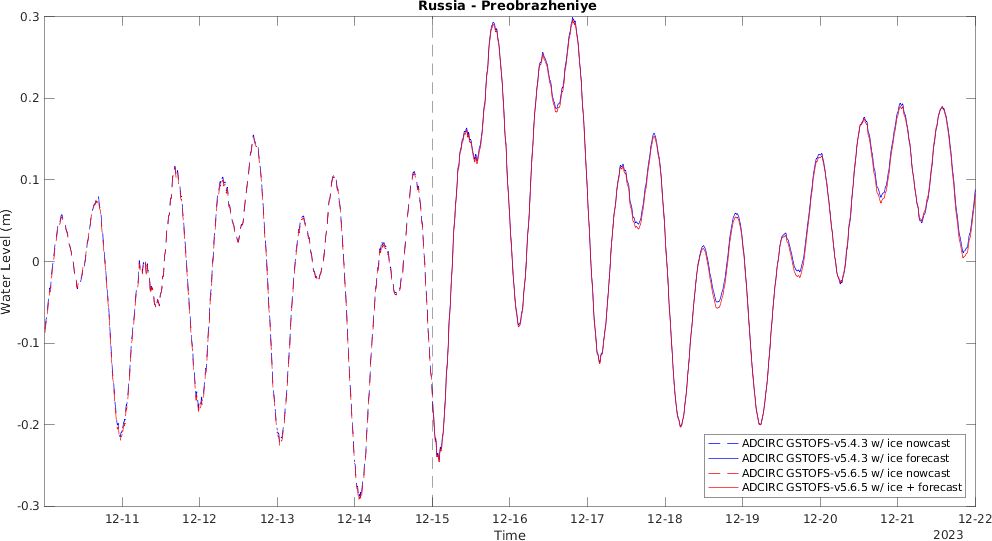 Russia - Preobrazheniye
Water Level (m)
0.3
0.2
0.1
0
-0.1
-0.2
-0.3
ADCIRC GSTOFS-v5.4.3 w/ ice nowcast
ADCIRC GSTOFS-v5.4.3 w/ ice forecast
ADCIRC GSTOFS-v5.6.5 w/ ice nowcast
ADCIRC GSTOFS-v5.6.5 w/ ice + forecast
12-11 12-12 12-13 12-14 12-15 12-16 12-17 12-18 12-19 12-20 12-21 12-22
Time
2023